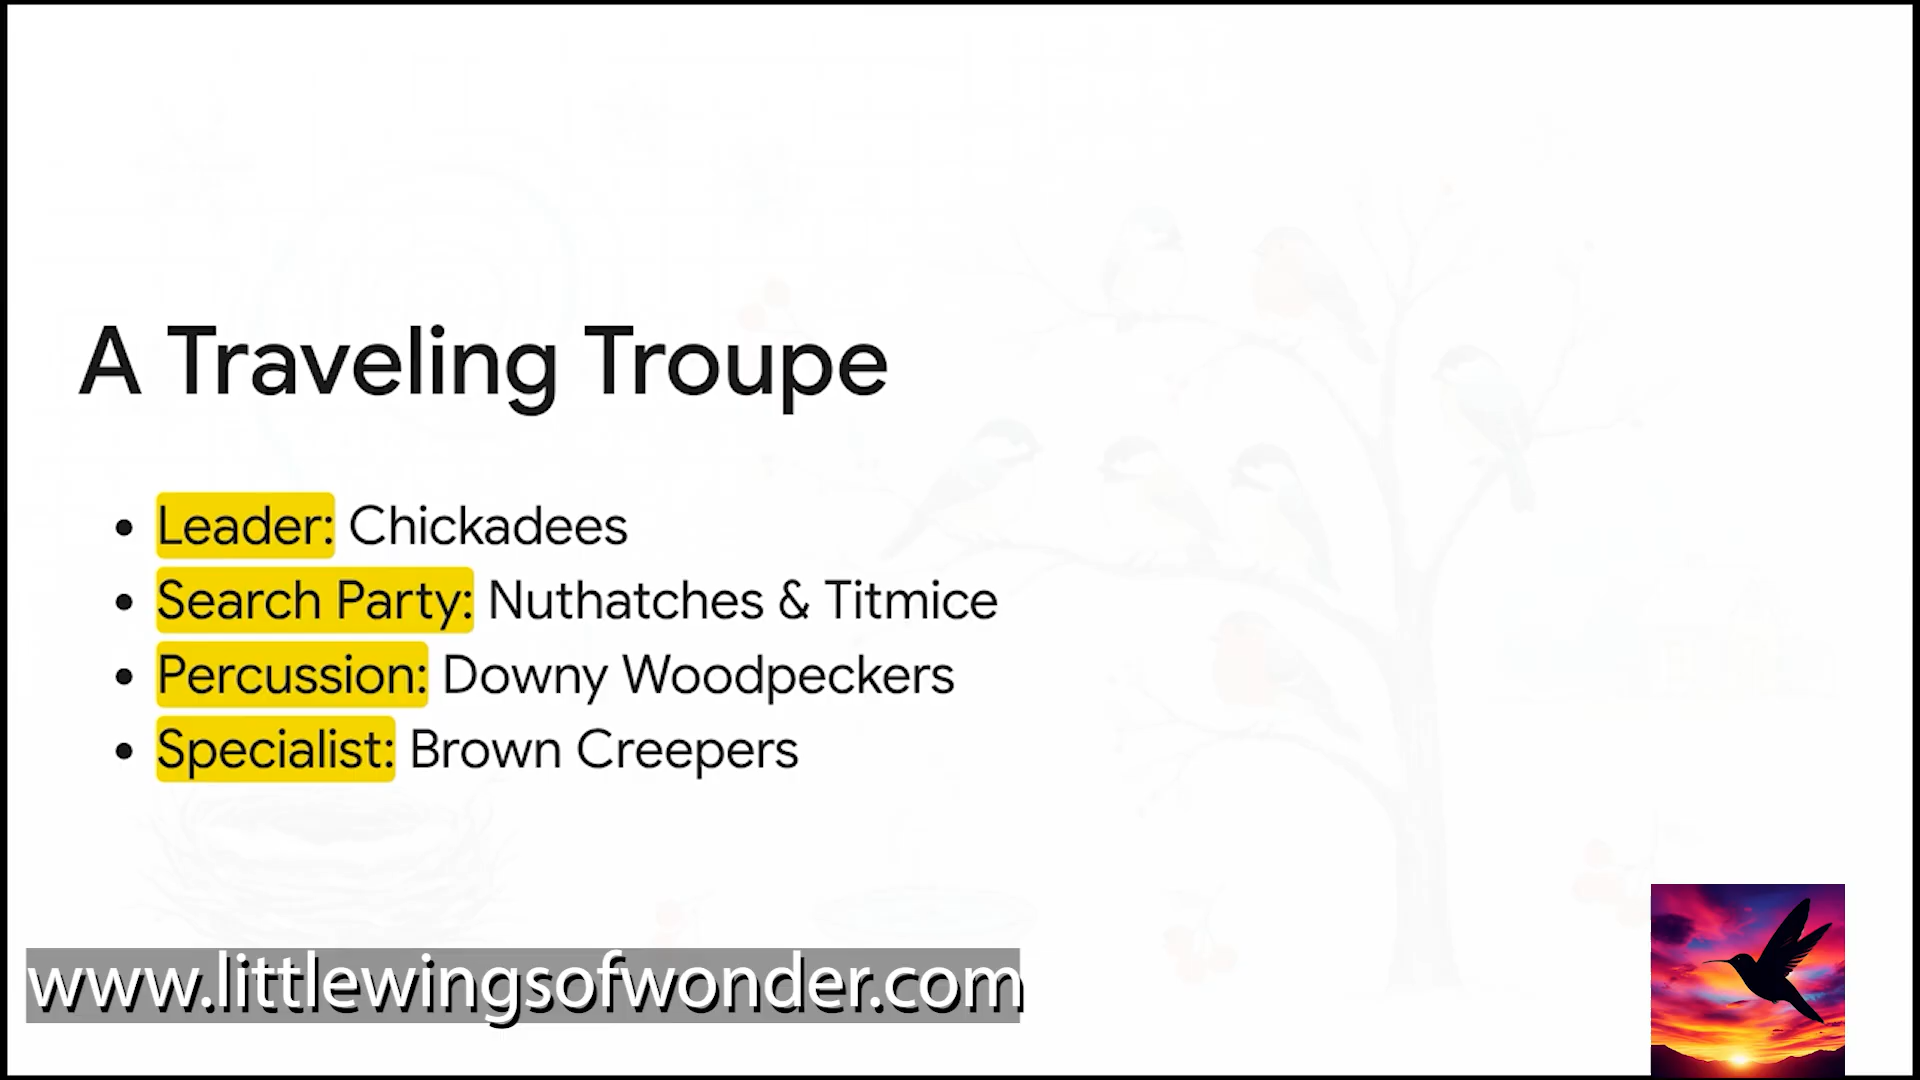 A Traveling Troupe
• Leader: Chickadees
• Search Party: Nuthatches & Titmice
• Percussion: Downy Woodpeckers
• Specialist: Brown Creepers
www.littlewingsofwonder.com